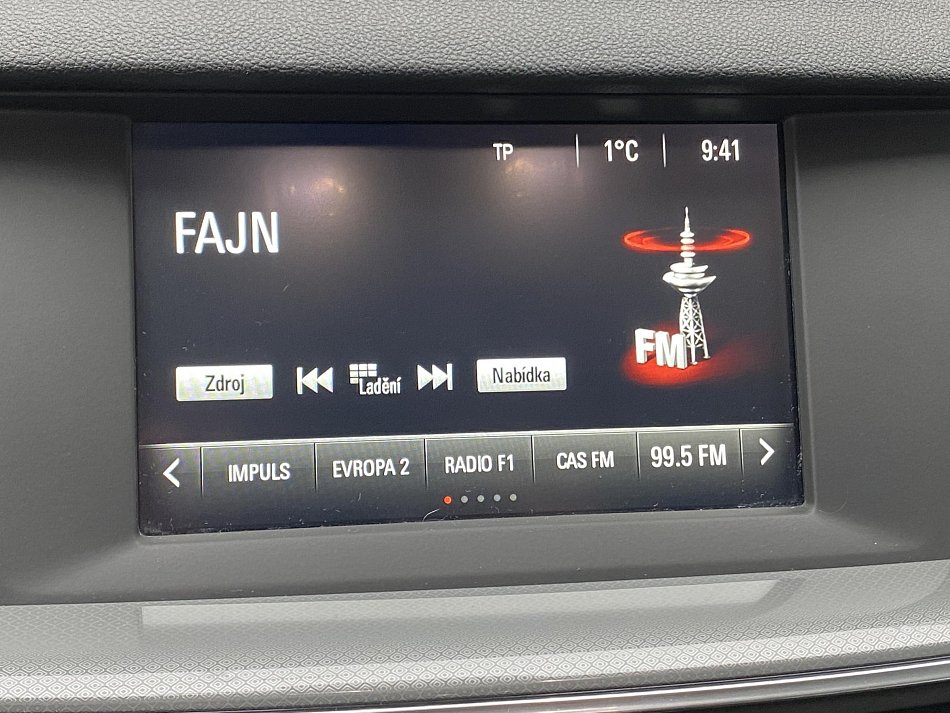 TP 1°C 9:41
FAJN
FM
Zdroj Ladění Nabídka
IMPULS EVROPA 2 RADIO F1 CAS FM 99.5 FM